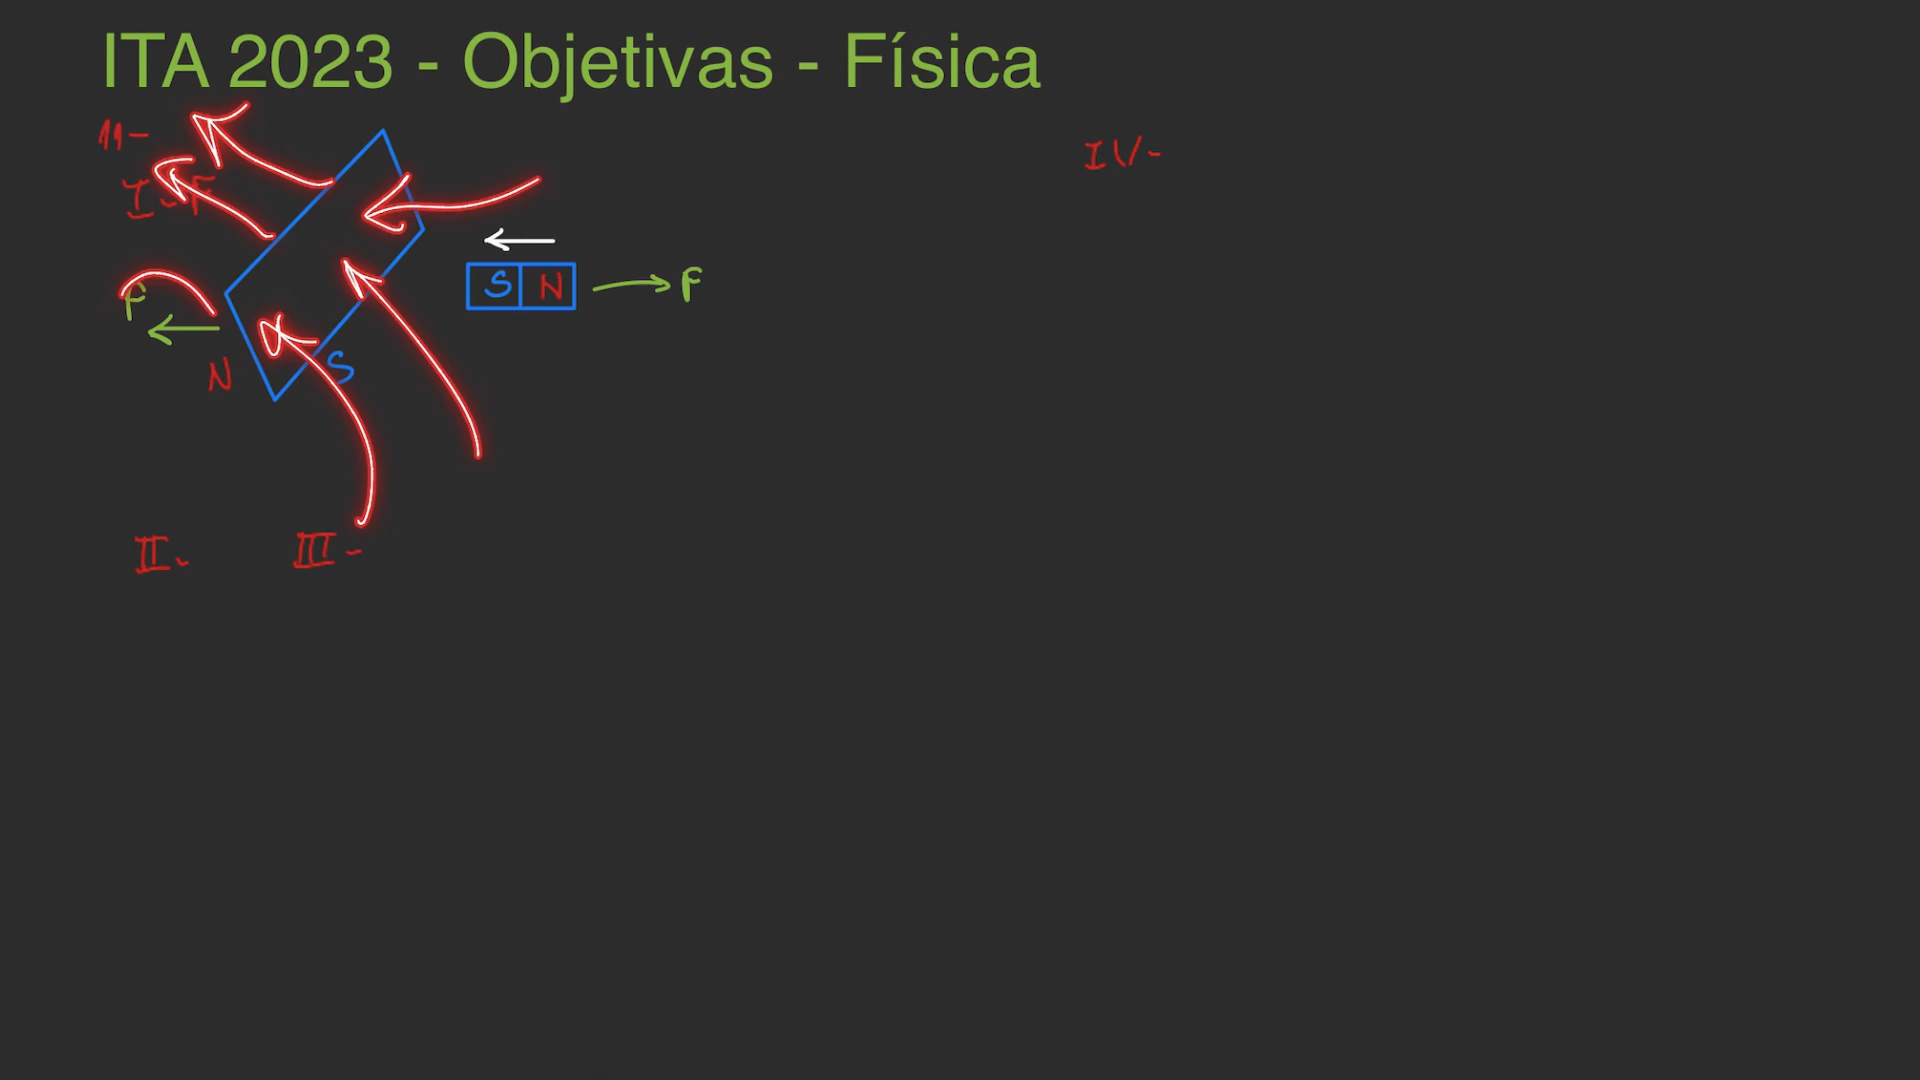 ITA 2023 - Objetivas - Física
11-
I - F
IV -
S N
F
F
N
S
II -
III -